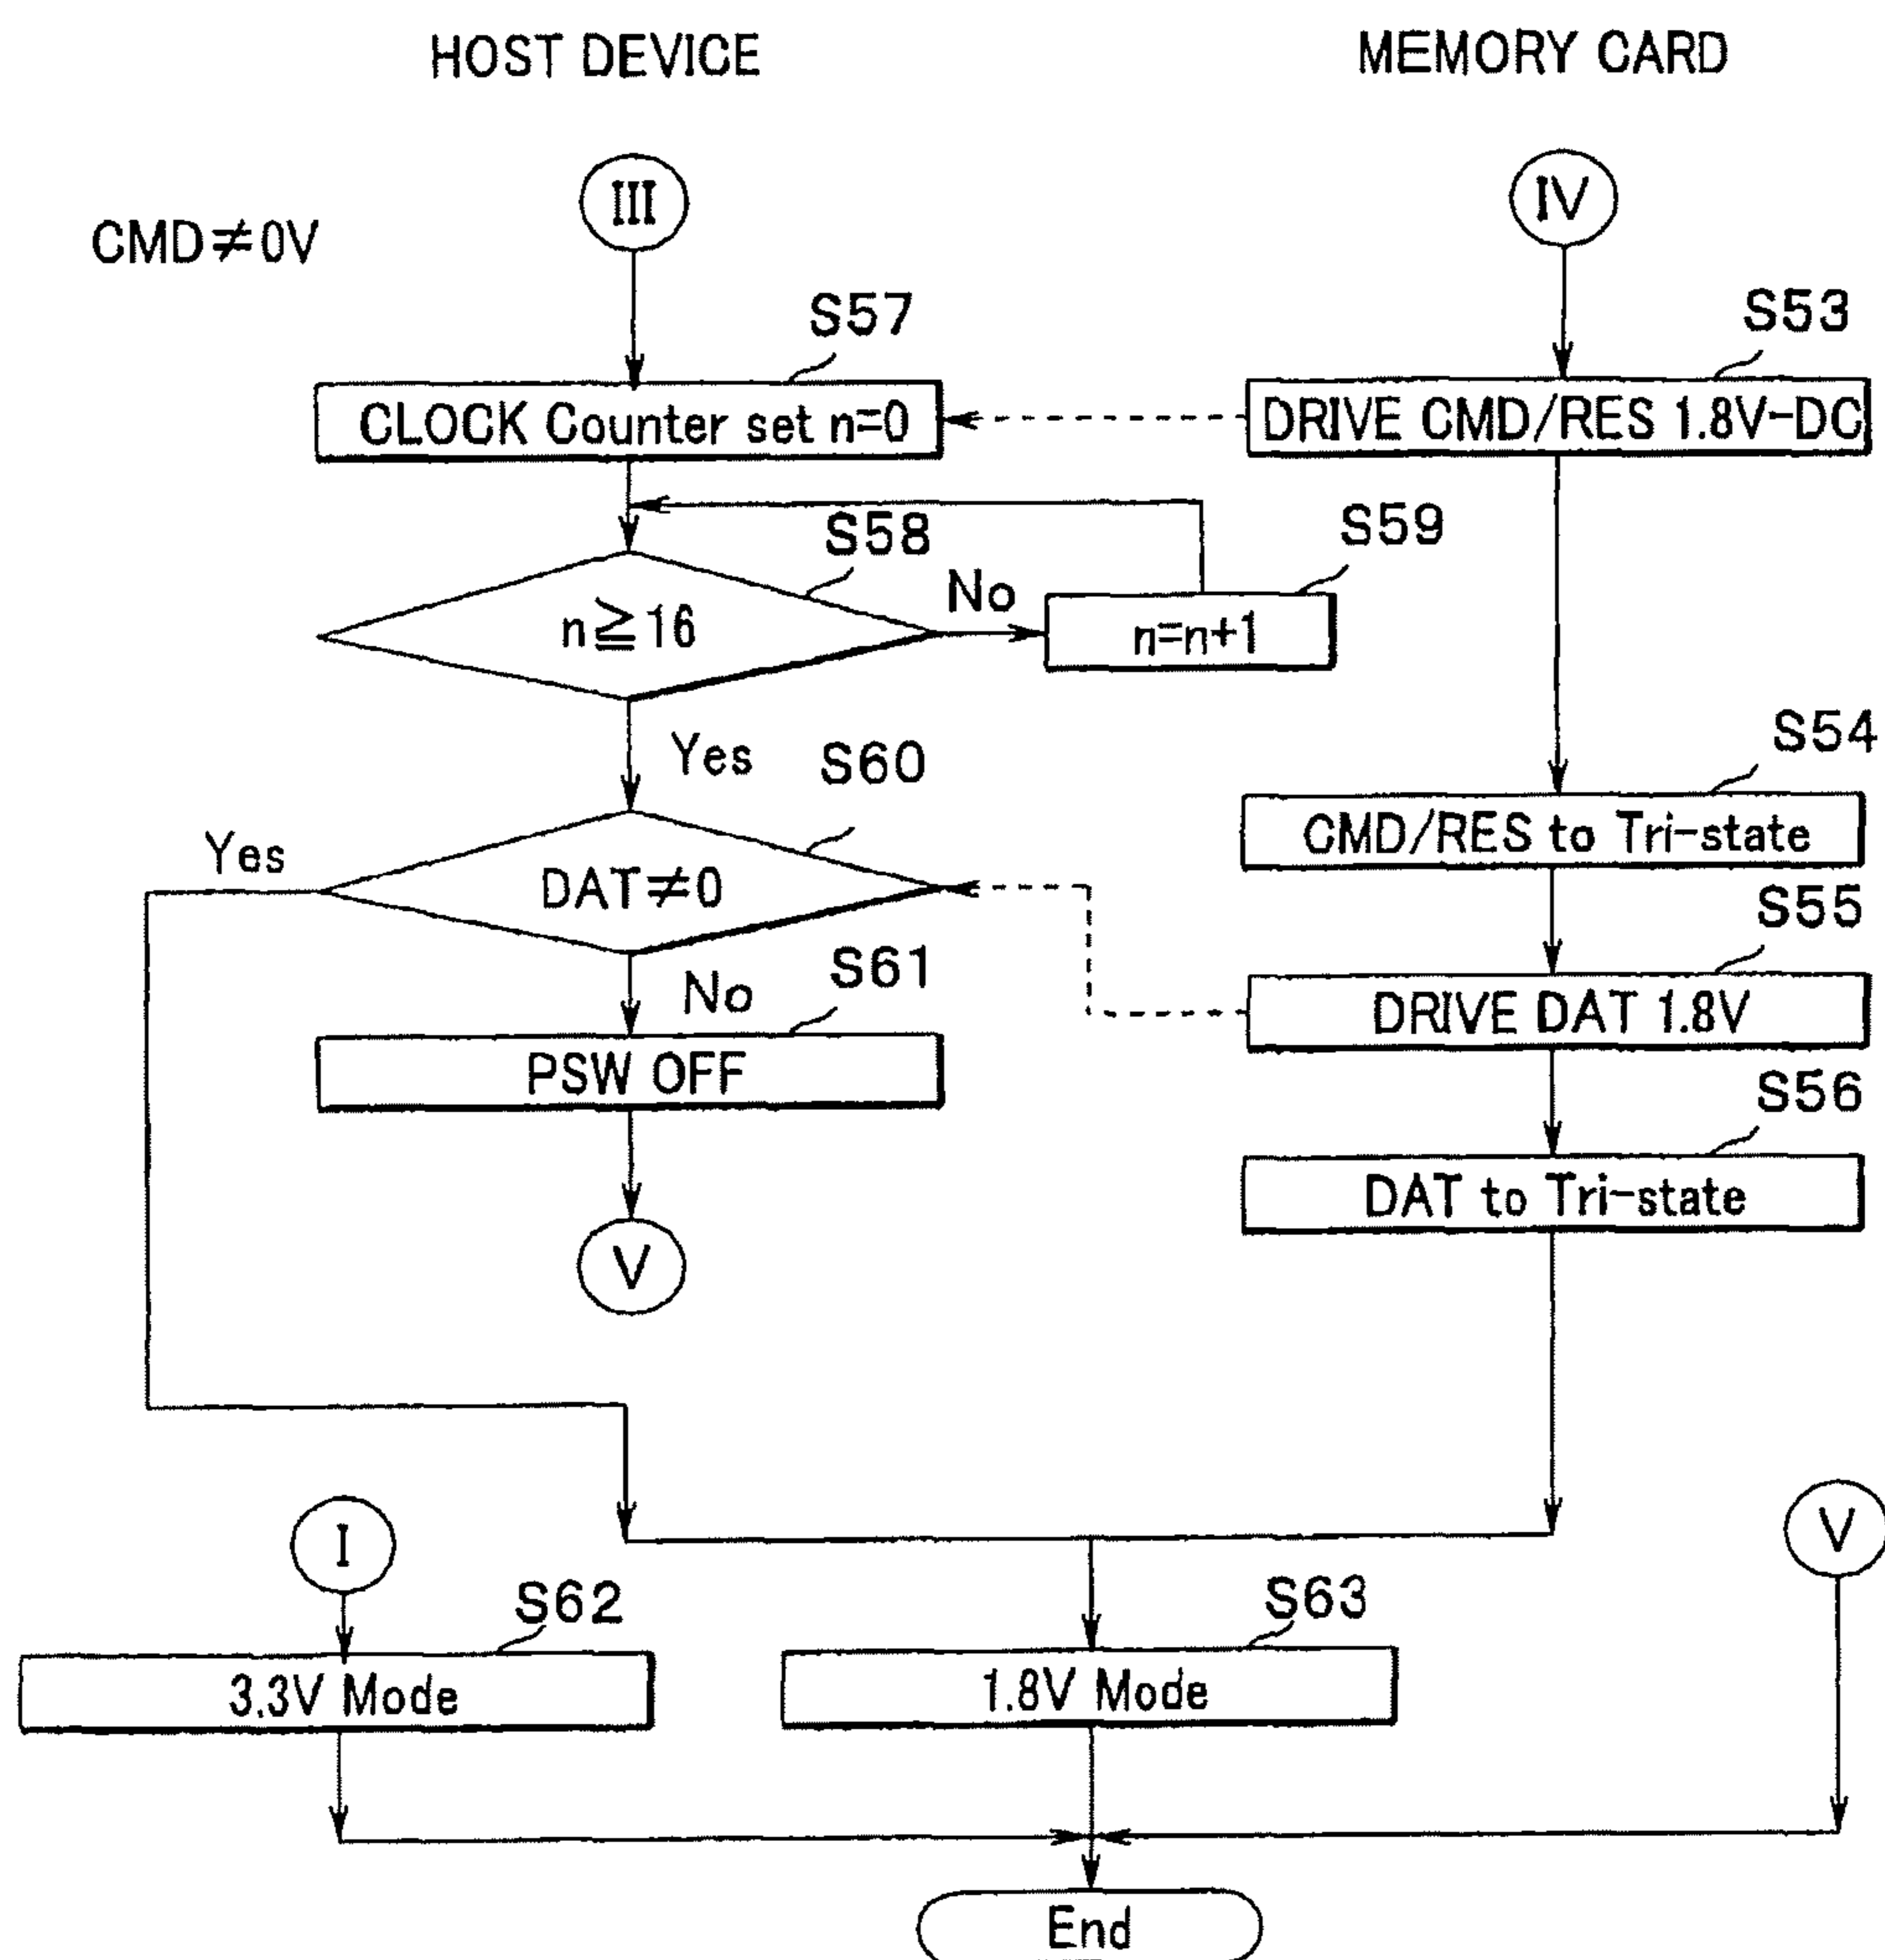 HOST DEVICE
MEMORY CARD
III
IV
CMD≠0V
S57
S53
CLOCK Counter set n=0
DRIVE CMD/RES 1.8V-DC
S58
S59
No
n≧16
n=n+1
Yes
S60
S54
CMD/RES to Tri-state
Yes
DAT≠0
S55
S61
No
DRIVE DAT 1.8V
PSW OFF
S56
DAT to Tri-state
V
I
V
S62
S63
3.3V Mode
1.8V Mode
End